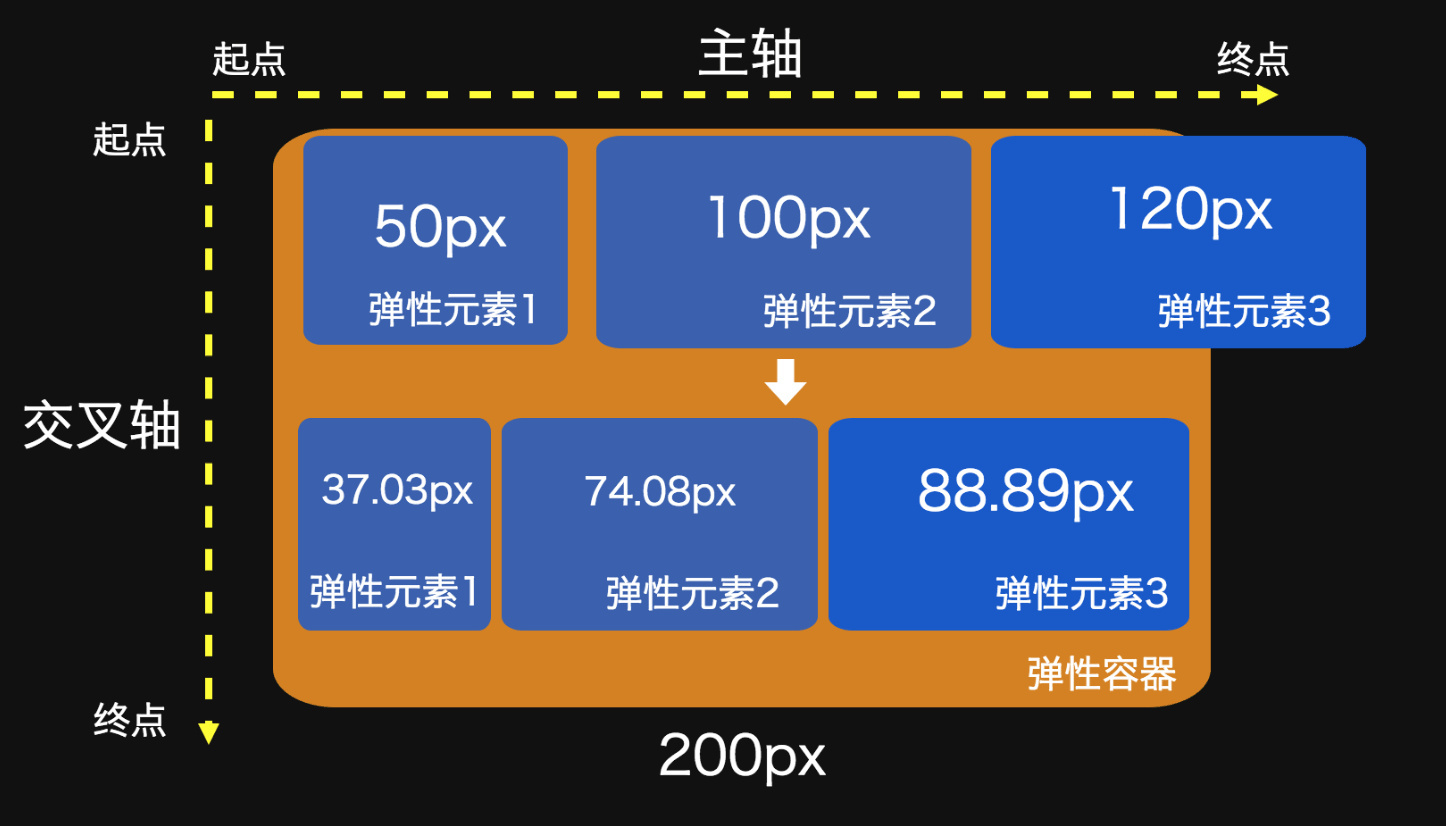 主轴
起点
终点
起点
50px
100px
120px
弹性元素1
弹性元素2
弹性元素3
交叉轴
37.03px
74.08px
88.89px
弹性元素1
弹性元素2
弹性元素3
弹性容器
终点
200px